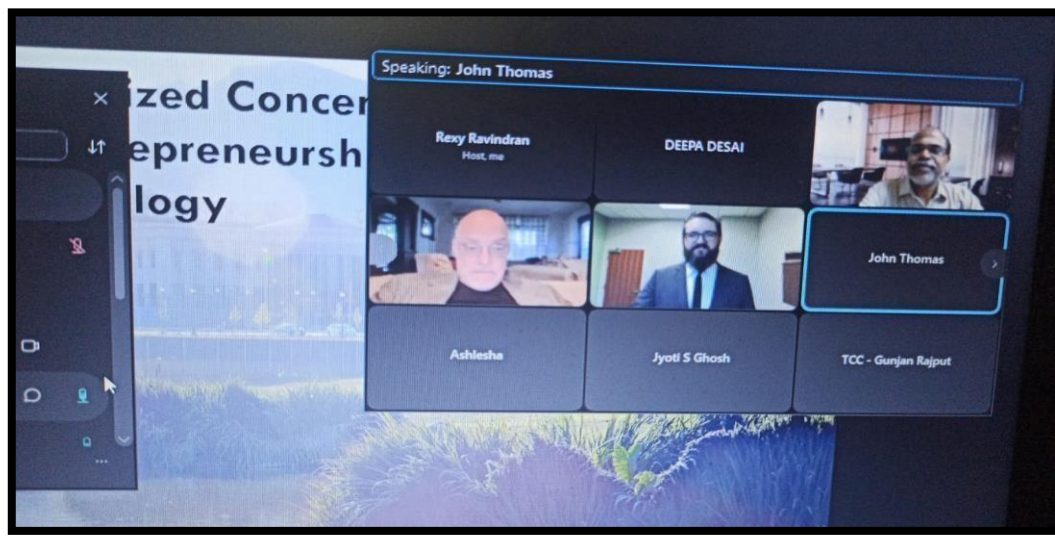 ized Concer
epreneursh
logy
Speaking: John Thomas
Rexy Ravindran
Host, me
DEEPA DESAI
John Thomas
Ashlesha
Jyoti S Ghosh
TCC - Gunjan Rajput